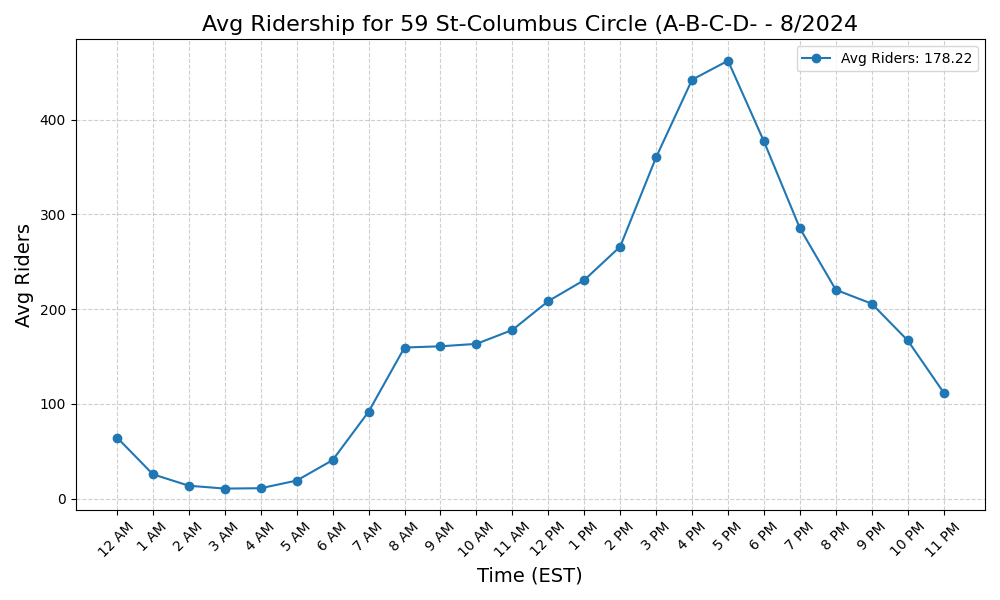 Avg Ridership for 59 St-Columbus Circle (A-B-C-D- - 8/2024
Avg Riders: 178.22
Avg Riders
400
300
200
100
0
12 AM
1 AM
2 AM
3 AM
4 AM
5 AM
6 AM
7 AM
8 AM
9 AM
10 AM
11 AM
12 PM
1 PM
2 PM
3 PM
4 PM
5 PM
6 PM
7 PM
8 PM
9 PM
10 PM
11 PM
Time (EST)